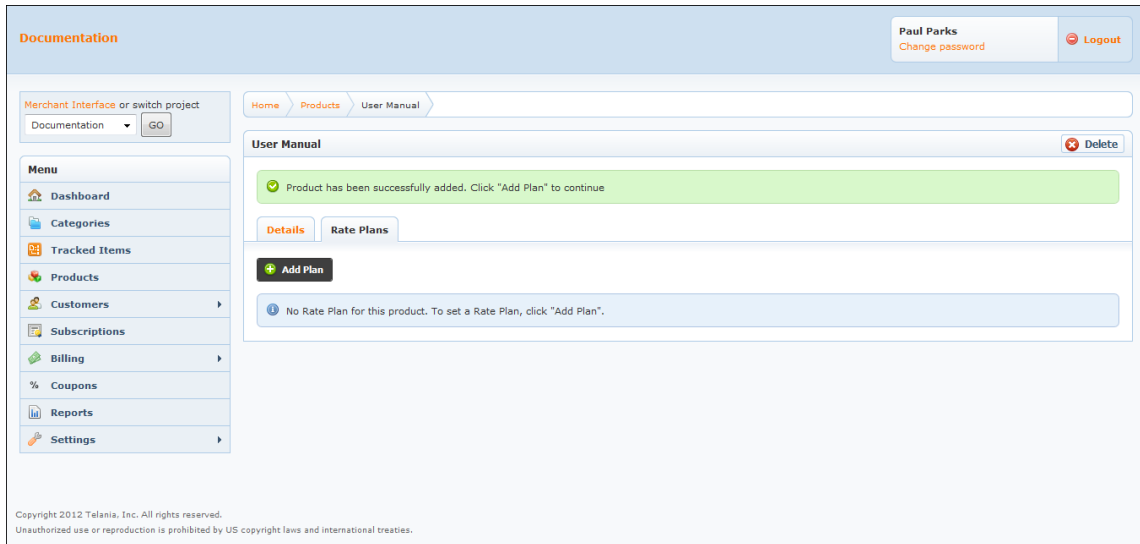 Documentation
Paul Parks
Change password
Logout
Merchant Interface or switch project
Documentation
GO
Home
Products
User Manual
User Manual
Delete
Menu
Dashboard
Categories
Tracked Items
Products
Customers
Subscriptions
Billing
% Coupons
Reports
Settings
Product has been successfully added. Click "Add Plan" to continue
Details
Rate Plans
Add Plan
No Rate Plan for this product. To set a Rate Plan, click "Add Plan".
Copyright 2012 Telania, Inc. All rights reserved.
Unauthorized use or reproduction is prohibited by US copyright laws and international treaties.